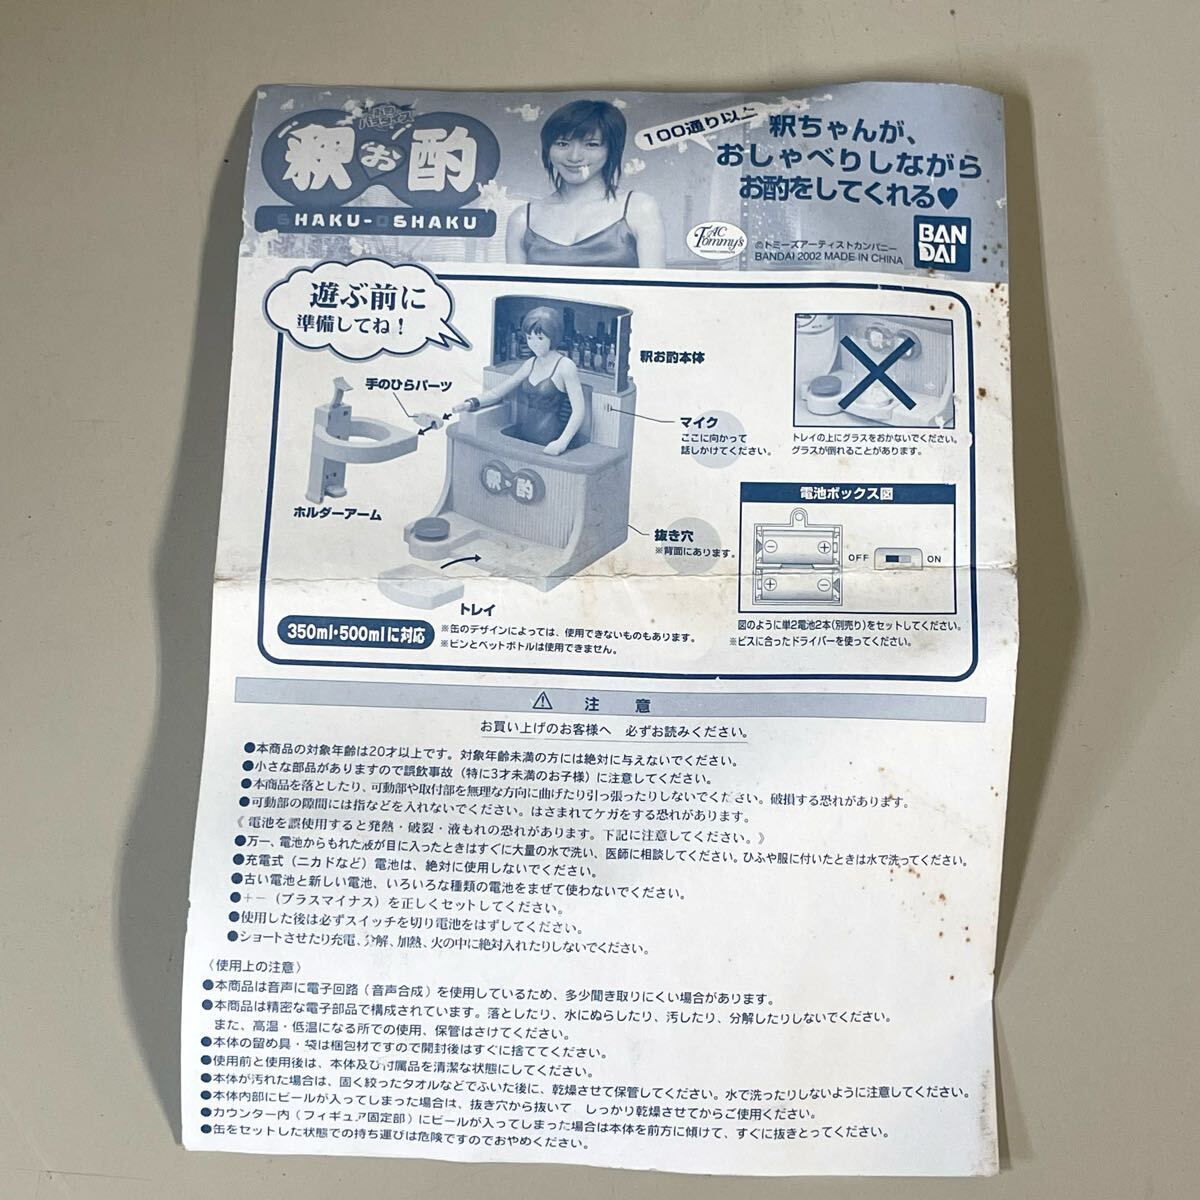 釈お酌
SHAKU-OSHAKU
100通り以上
釈ちゃんが、
おしゃべりしながら
お酌をしてくれる♥
AC Tommy's
©トミーズアーティストカンパニー
BANDAI 2002 MADE IN CHINA
BANDAI
遊ぶ前に
準備してね！
手のひらパーツ
ホルダーアーム
釈お酌本体
マイク
ここに向かって
話しかけてください。
抜き穴
※背面にあります。
釈お酌
トレイ
350ml・500mlに対応
※缶のデザインによっては、使用できないものもあります。
※ビンとペットボトルは使用できません。
トレイの上にグラスをおかないでください。
グラスが倒れることがあります。
電池ボックス図
OFF ON
図のように単2電池2本(別売り)をセットしてください。
※ビスに合ったドライバーを使ってください。
⚠ 注 意
お買い上げのお客様へ 必ずお読みください。
●本商品の対象年齢は20才以上です。対象年齢未満の方には絶対に与えないでください。
●小さな部品がありますので誤飲事故（特に3才未満のお子様）に注意してください。
●本商品を落としたり、可動部や取付部を無理な方向に曲げたり引っ張ったりしないでください。破損する恐れがあります。
●可動部の隙間には指などを入れないでください。はさまれてケガをする恐れがあります。
《電池を誤使用すると発熱・破裂・液もれの恐れがあります。下記に注意してください。》
●万一、電池からもれた液が目に入ったときはすぐに大量の水で洗い、医師に相談してください。ひふや服に付いたときは水で洗ってください。
●充電式（ニカドなど）電池は、絶対に使用しないでください。
●古い電池と新しい電池、いろいろな種類の電池をまぜて使わないでください。
●+−（プラスマイナス）を正しくセットしてください。
●使用した後は必ずスイッチを切り電池をはずしてください。
●ショートさせたり充電、分解、加熱、火の中に絶対入れたりしないでください。
〈使用上の注意〉
●本商品は音声に電子回路（音声合成）を使用しているため、多少聞き取りにくい場合があります。
●本商品は精密な電子部品で構成されています。落としたり、水にぬらしたり、汚したり、分解したりしないでください。
また、高温・低温になる所での使用、保管はさけてください。
●本体の留め具・袋は梱包材ですので開封後はすぐに捨ててください。
●使用前と使用後は、本体及び付属品を清潔な状態にしてください。
●本体が汚れた場合は、固く絞ったタオルなどでふいた後に、乾燥させて保管してください。水で洗ったりしないように注意してください。
●本体内部にビールが入ってしまった場合は、抜き穴から抜いて しっかり乾燥させてからご使用ください。
●カウンター内（フィギュア固定部）にビールが入ってしまった場合は本体を前方に傾けて、すぐに抜きとってください。
●缶をセットした状態での持ち運びは危険ですのでおやめください。